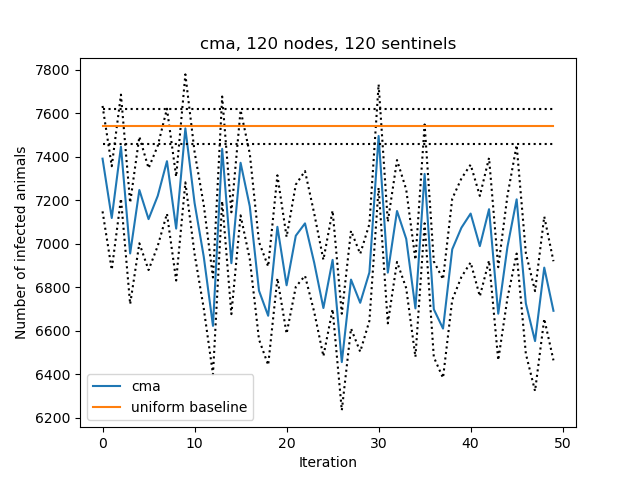 cma, 120 nodes, 120 sentinels
Number of infected animals
7800
7600
7400
7200
7000
6800
6600
6400
6200
cma
uniform baseline
0 10 20 30 40 50
Iteration